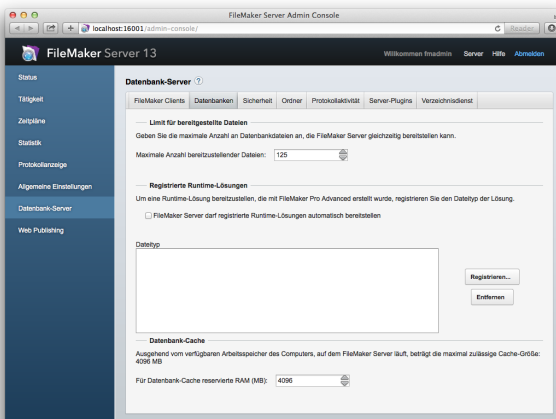 FileMaker Server Admin Console
localhost:16001/admin-console/
Reader
FileMaker Server 13
Willkommen fmadmin Server Hilfe Abmelden
Status
Tätigkeit
Zeitpläne
Statistik
Protokollanzeige
Allgemeine Einstellungen
Datenbank-Server
Web Publishing
Datenbank-Server ?
FileMaker Clients Datenbanken Sicherheit Ordner Protokollaktivität Server-Plugins Verzeichnisdienst
Limit für bereitgestellte Dateien
Geben Sie die maximale Anzahl an Datenbankdateien an, die FileMaker Server gleichzeitig bereitstellen kann.
Maximale Anzahl bereitzustellender Dateien: 125
Registrierte Runtime-Lösungen
Um eine Runtime-Lösung bereitzustellen, die mit FileMaker Pro Advanced erstellt wurde, registrieren Sie den Dateityp der Lösung.
FileMaker Server darf registrierte Runtime-Lösungen automatisch bereitstellen
Dateityp
Registrieren...
Entfernen
Datenbank-Cache
Ausgehend vom verfügbaren Arbeitsspeicher des Computers, auf dem FileMaker Server läuft, beträgt die maximal zulässige Cache-Größe:
4096 MB
Für Datenbank-Cache reservierte RAM (MB): 4096